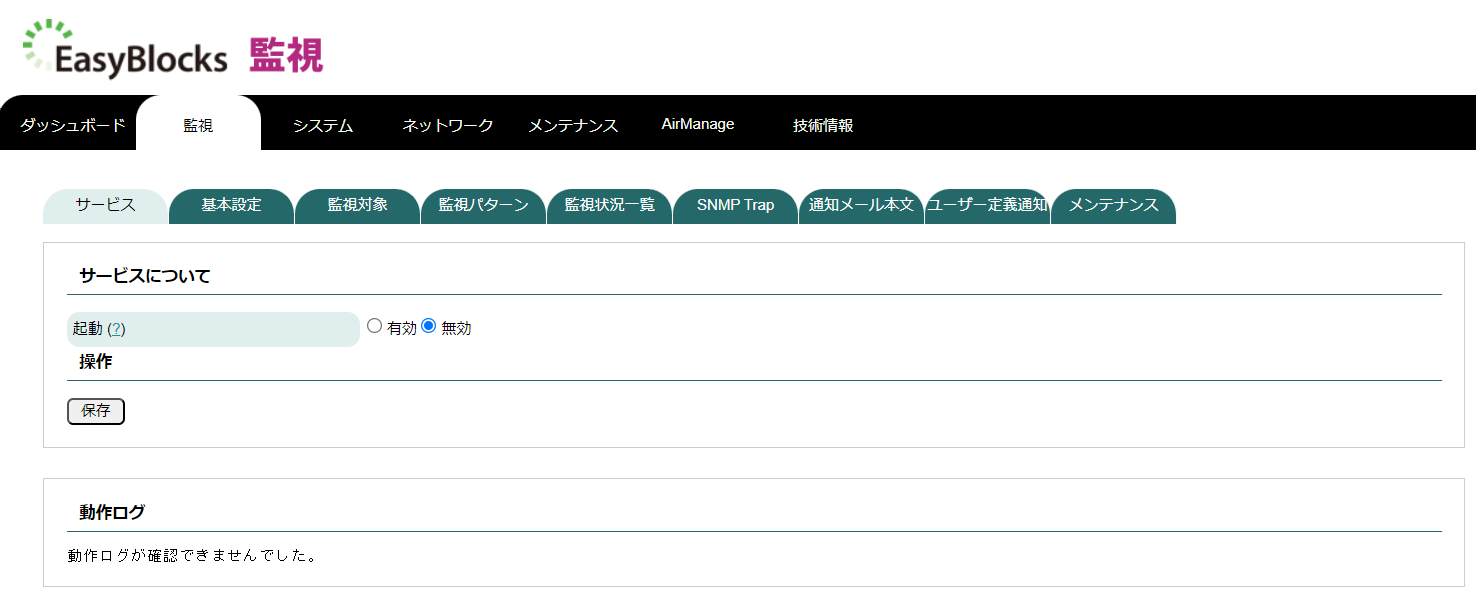 EasyBlocks 監視
ダッシュボード 監視 システム ネットワーク メンテナンス AirManage 技術情報
サービス 基本設定 監視対象 監視パターン 監視状況一覧 SNMP Trap 通知メール本文 ユーザー定義通知 メンテナンス
サービスについて
起動 (?) 有効 無効
操作
保存
動作ログ
動作ログが確認できませんでした。